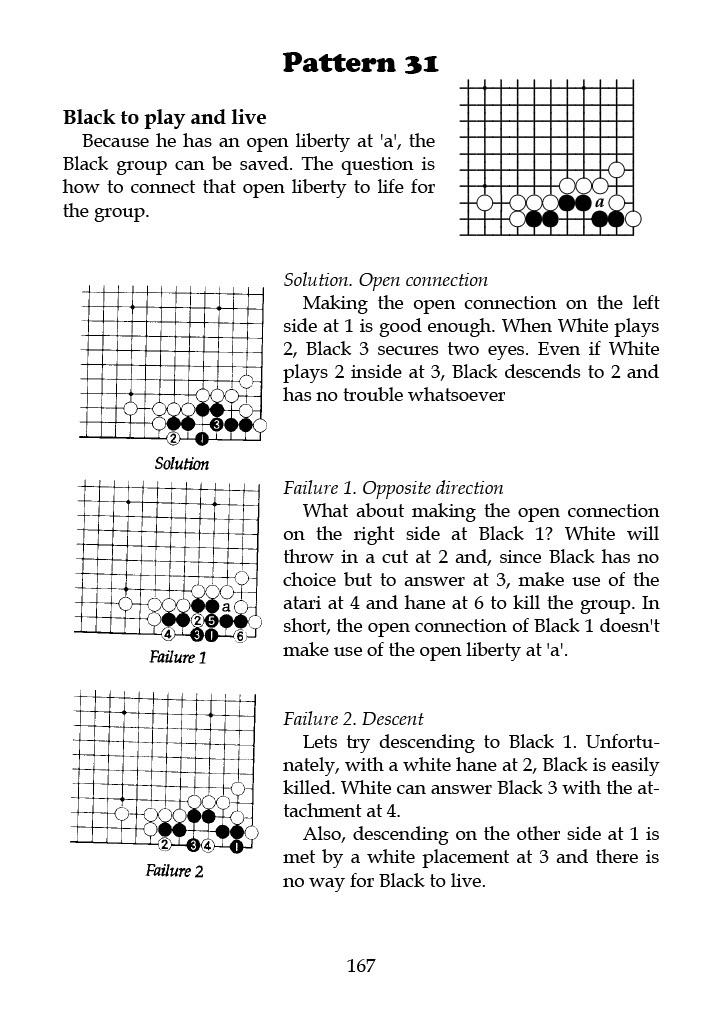 Pattern 31
Black to play and live
Because he has an open liberty at 'a', the
Black group can be saved. The question is
how to connect that open liberty to life for
the group.
a
Solution. Open connection
Making the open connection on the left
side at 1 is good enough. When White plays
2, Black 3 secures two eyes. Even if White
plays 2 inside at 3, Black descends to 2 and
has no trouble whatsoever
3
2 1
Solution
Failure 1. Opposite direction
What about making the open connection
on the right side at Black 1? White will
throw in a cut at 2 and, since Black has no
choice but to answer at 3, make use of the
atari at 4 and hane at 6 to kill the group. In
short, the open connection of Black 1 doesn't
make use of the open liberty at 'a'.
a
2 5
4 3 1 6
Failure 1
Failure 2. Descent
Lets try descending to Black 1. Unfortu-
nately, with a white hane at 2, Black is easily
killed. White can answer Black 3 with the at-
tachment at 4.
Also, descending on the other side at 1 is
met by a white placement at 3 and there is
no way for Black to live.
2 3 4 1
Failure 2
167